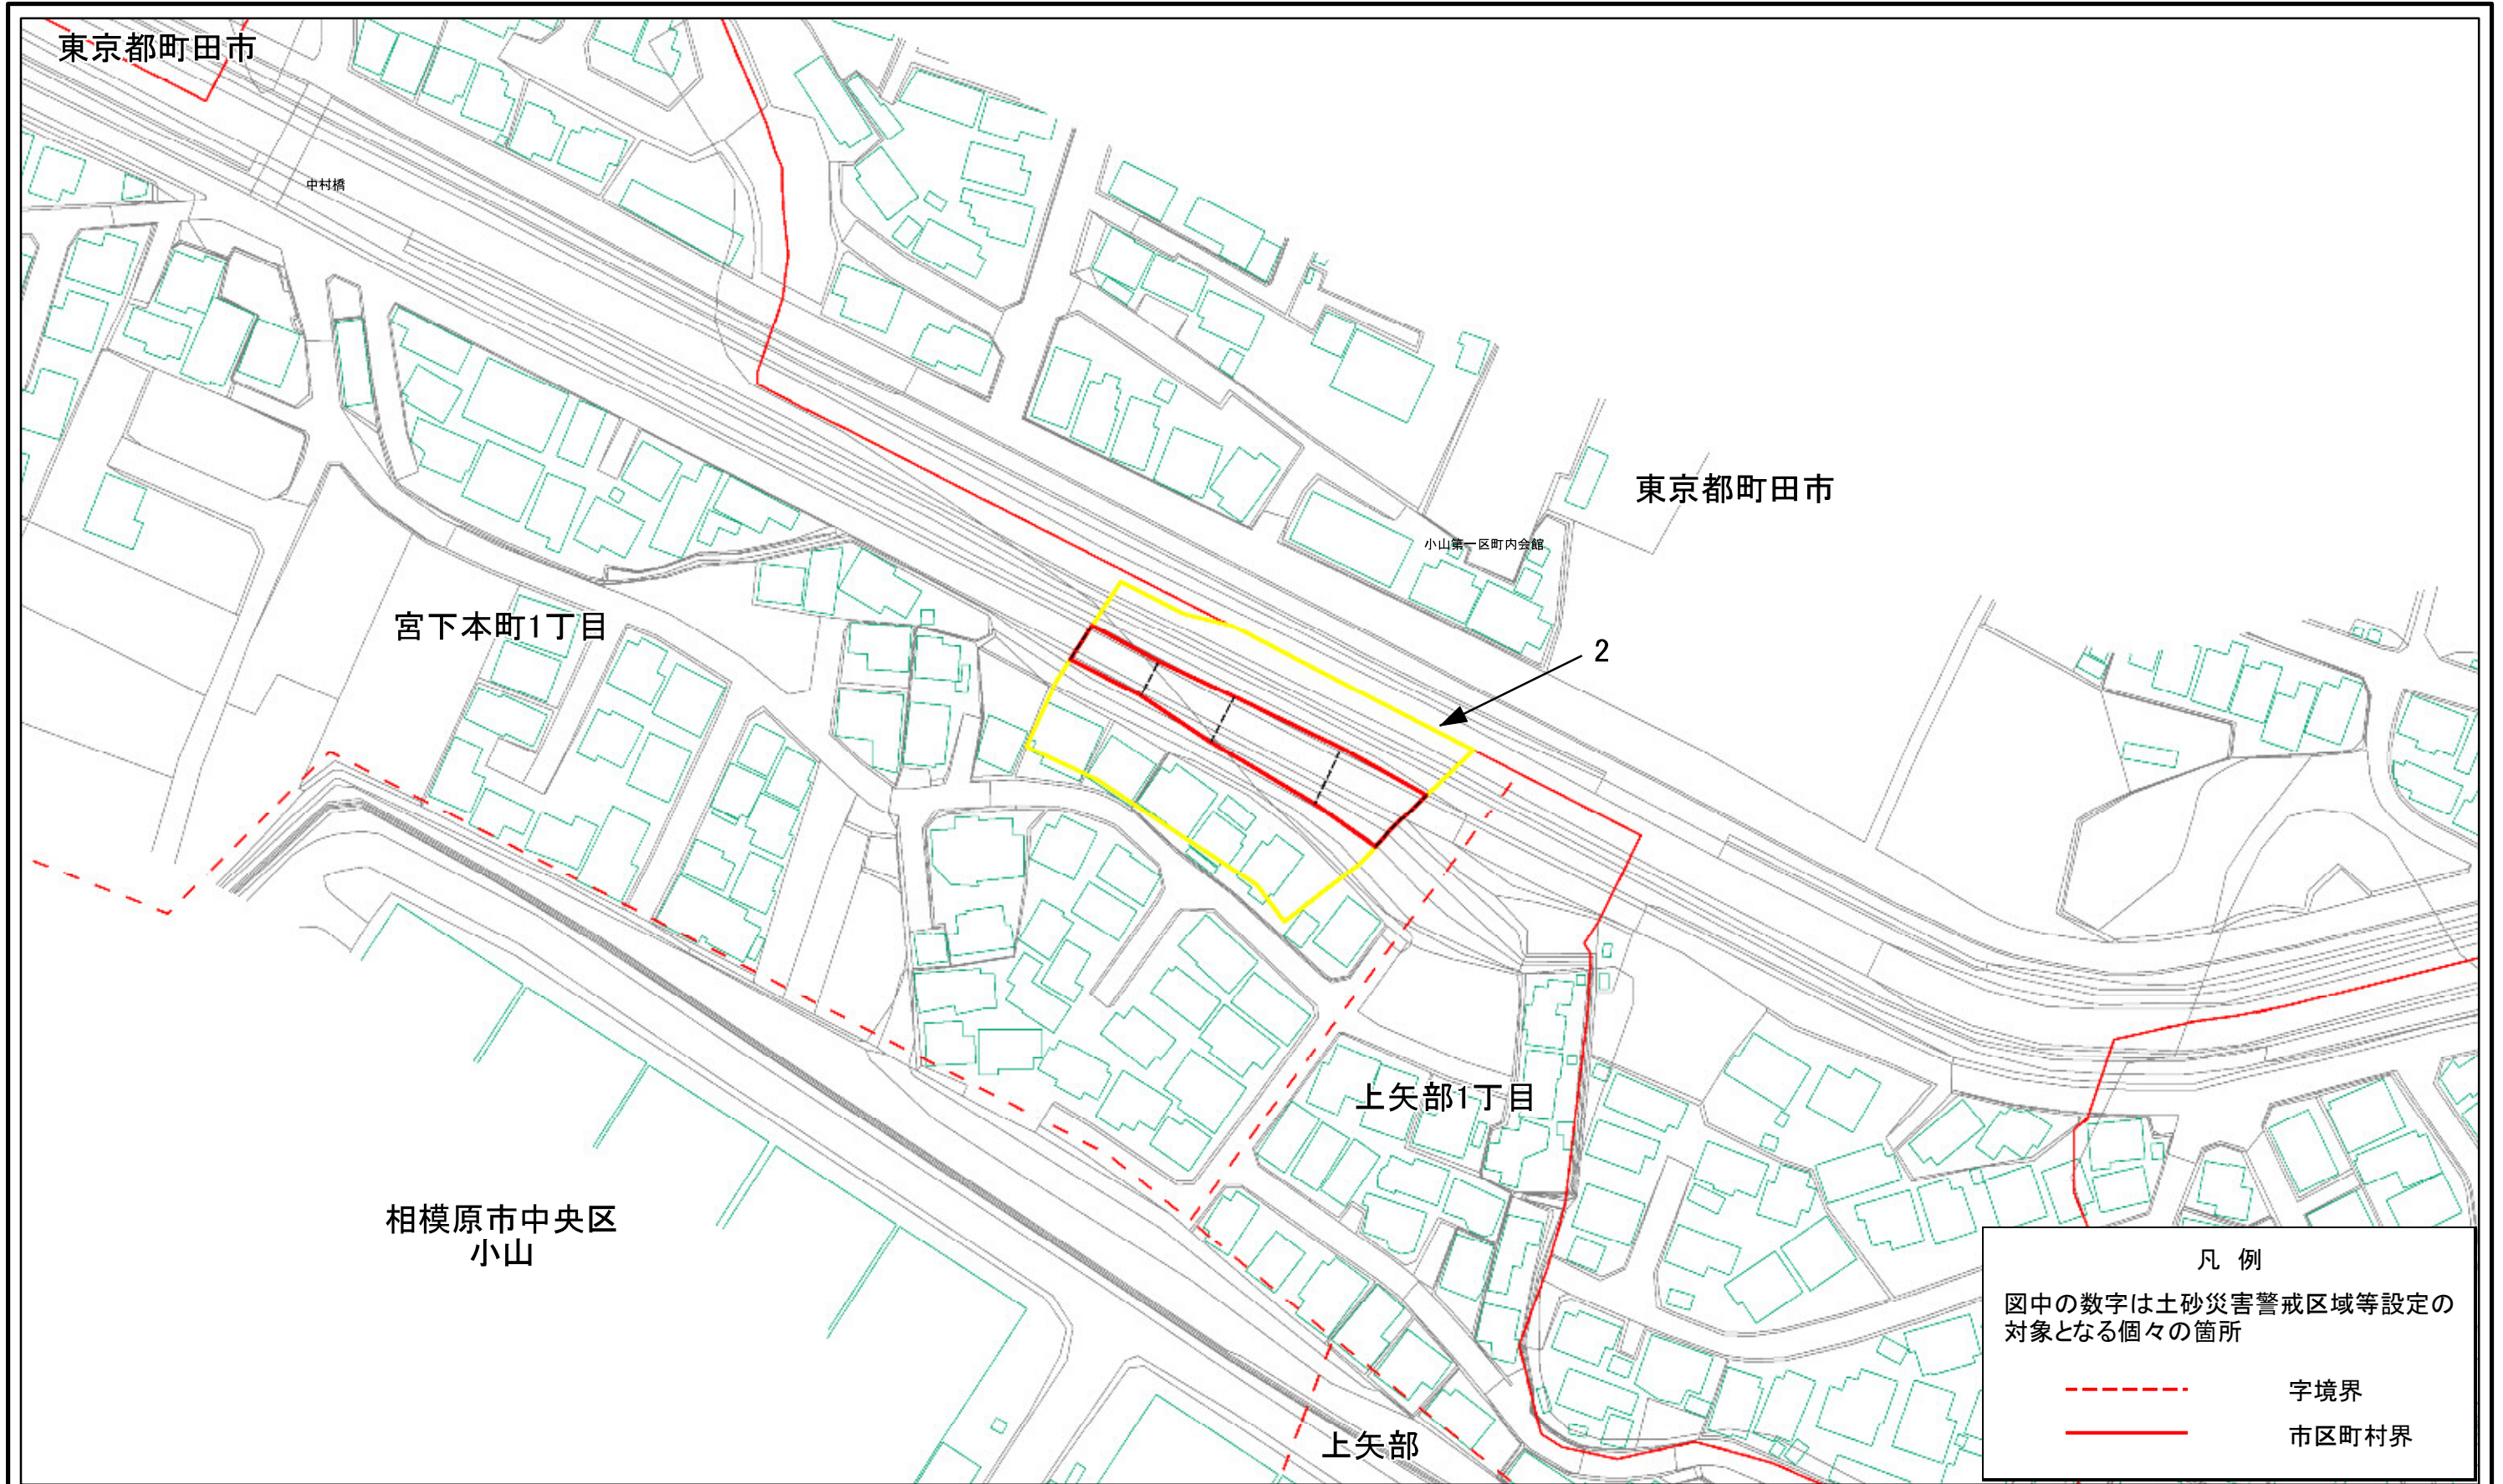 東京都町田市
中村橋
東京都町田市
小山第一区町内会館
宮下本町1丁目
2
上矢部1丁目
相模原市中央区
小山
上矢部
凡 例
図中の数字は土砂災害警戒区域等設定の
対象となる個々の箇所
字境界
市区町村界